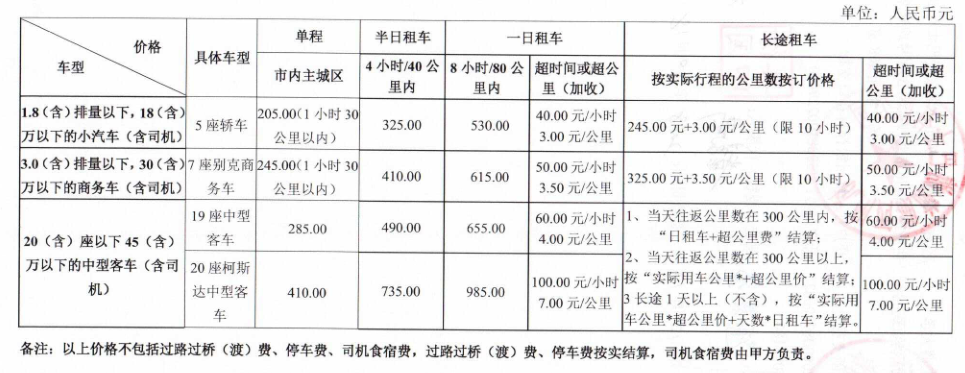 单位：人民币元
价格
车型
具体车型
单程
半日租车
一日租车
长途租车
市内主城区
4 小时/40 公
里内
8 小时/80 公
里内
超时间或超公
里（加收）
按实际行程的公里数按订价格
超时间或超
公里（加收）
1.8（含）排量以下，18（含）
万以下的小汽车（含司机）
5 座轿车
205.00（1 小时 30
公里以内）
325.00
530.00
40.00 元/小时
3.00 元/公里
245.00 元+3.00 元/公里（限 10 小时）
40.00 元/小时
3.00 元/公里
3.0（含）排量以下，30（含）
万以下的商务车（含司机）
7 座别克商
务车
245.00（1 小时 30
公里以内）
410.00
615.00
50.00 元/小时
3.50 元/公里
325.00 元+3.50 元/公里（限 10 小时）
50.00 元/小时
3.50 元/公里
20（含）座以下 45（含）
万以下的中型客车（含司
机）
19 座中型
客车
285.00
490.00
655.00
60.00 元/小时
4.00 元/公里
1、当天往返公里数在 300 公里内，按
“日租车+超公里费”结算；
2、当天往返公里数在 300 公里以上，
按“实际用车公里*+超公里价”结算；
3 长途 1 天以上（不含），按“实际用
车公里*超公里价+天数*日租车”结算。
60.00 元/小时
4.00 元/公里
20 座柯斯
达中型客
车
410.00
735.00
985.00
100.00 元/小时
7.00 元/公里
100.00 元/小时
7.00 元/公里
备注：以上价格不包括过路过桥（渡）费、停车费、司机食宿费，过路过桥（渡）费、停车费按实结算，司机食宿费由甲方负责。